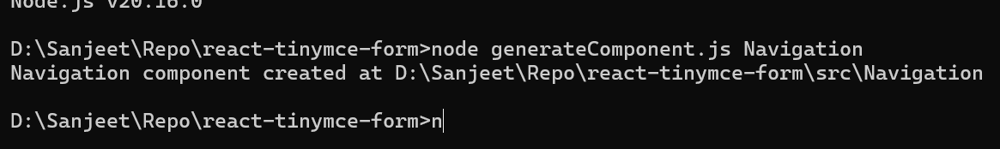 Node.js v20.16.0
D:\Sanjeet\Repo\react-tinymce-form>node generateComponent.js Navigation
Navigation component created at D:\Sanjeet\Repo\react-tinymce-form\src\Navigation
D:\Sanjeet\Repo\react-tinymce-form>n